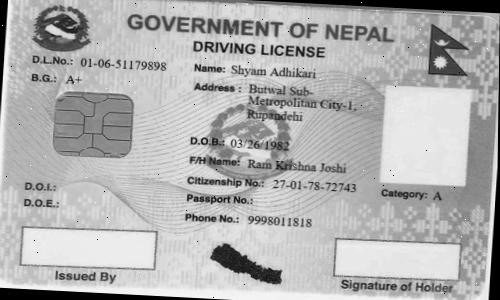 GOVERNMENT OF NEPAL
DRIVING LICENSE
D.L.No.: 01-06-51179898
B.G.: A+
Name: Shyam Adhikari
Address : Butwal Sub-
Metropolitan City-1,
Rupandehi
D.O.B.: 03/26/1982
F/H Name: Ram Krishna Joshi
Citizenship No.: 27-01-78-72743
Passport No.:
Phone No.: 9998011818
Category: A
D.O.I.:
D.O.E.:
Issued By
Signature of Holder